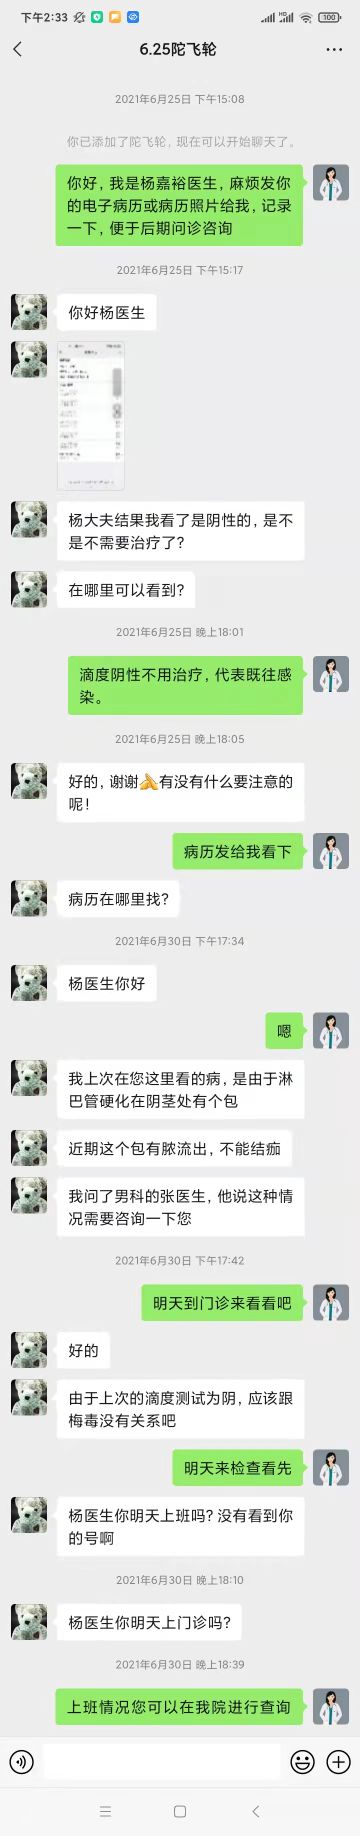 下午2:33
HD
100
6.25陀飞轮
2021年6月25日 下午15:08
你已添加了陀飞轮，现在可以开始聊天了。
你好，我是杨嘉裕医生，麻烦发你
的电子病历或病历照片给我，记录
一下，便于后期问诊咨询
2021年6月25日 下午15:17
你好杨医生
杨大夫结果我看了是阴性的，是不
是不需要治疗了？
在哪里可以看到？
2021年6月25日 晚上18:01
滴度阴性不用治疗，代表既往感
染。
2021年6月25日 晚上18:05
好的，谢谢🍌有没有什么要注意的
呢！
病历发给我看下
病历在哪里找？
2021年6月30日 下午17:34
杨医生你好
嗯
我上次在您这里看的病，是由于淋
巴管硬化在阴茎处有个包
近期这个包有脓流出，不能结痂
我问了男科的张医生，他说这种情
况需要咨询一下您
2021年6月30日 下午17:42
明天到门诊来看看吧
好的
由于上次的滴度测试为阴，应该跟
梅毒没有关系吧
明天来检查看先
杨医生你明天上班吗？没有看到你
的号啊
2021年6月30日 晚上18:10
杨医生你明天上门诊吗？
2021年6月30日 晚上18:39
上班情况您可以在我院进行查询